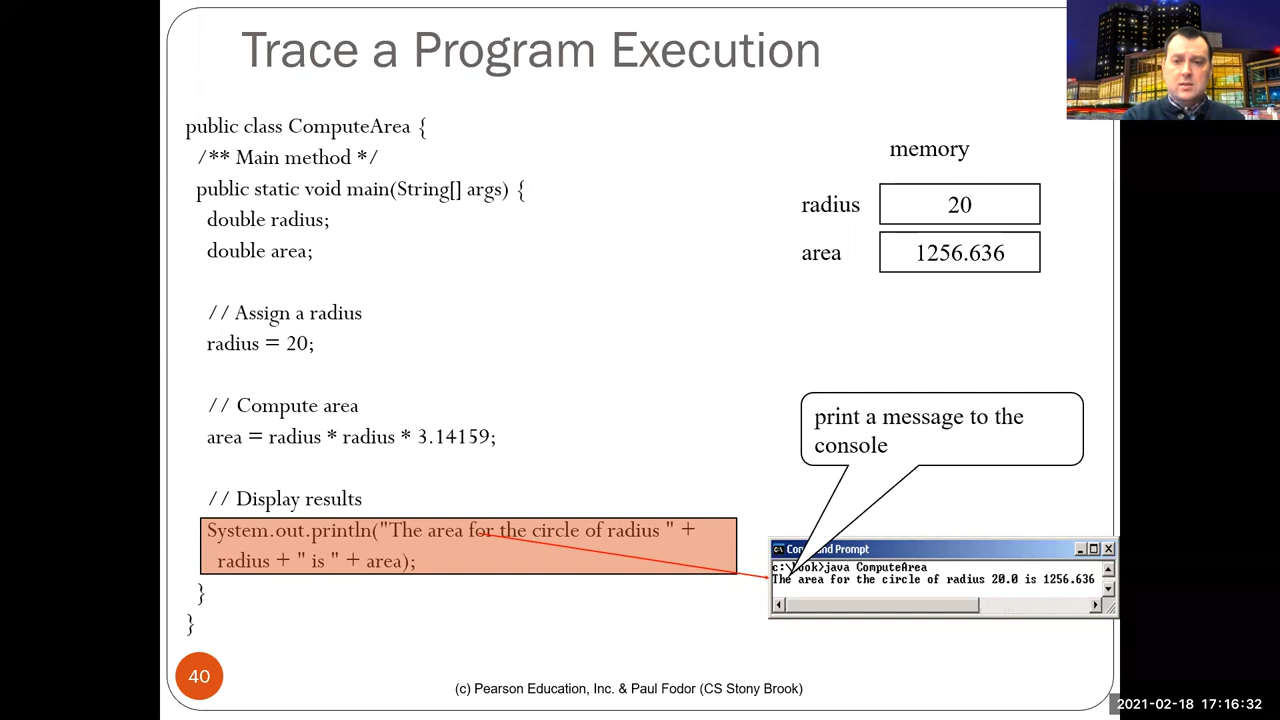 Trace a Program Execution
public class ComputeArea {
/** Main method */
public static void main(String[] args) {
double radius;
double area;
// Assign a radius
radius = 20;
// Compute area
area = radius * radius * 3.14159;
// Display results
System.out.println("The area for the circle of radius " +
radius + " is " + area);
}
}
memory
radius 20
area 1256.636
print a message to the
console
Command Prompt
c:\book>java ComputeArea
The area for the circle of radius 20.0 is 1256.636
40
(c) Pearson Education, Inc. & Paul Fodor (CS Stony Brook)
2021-02-18 17:16:32